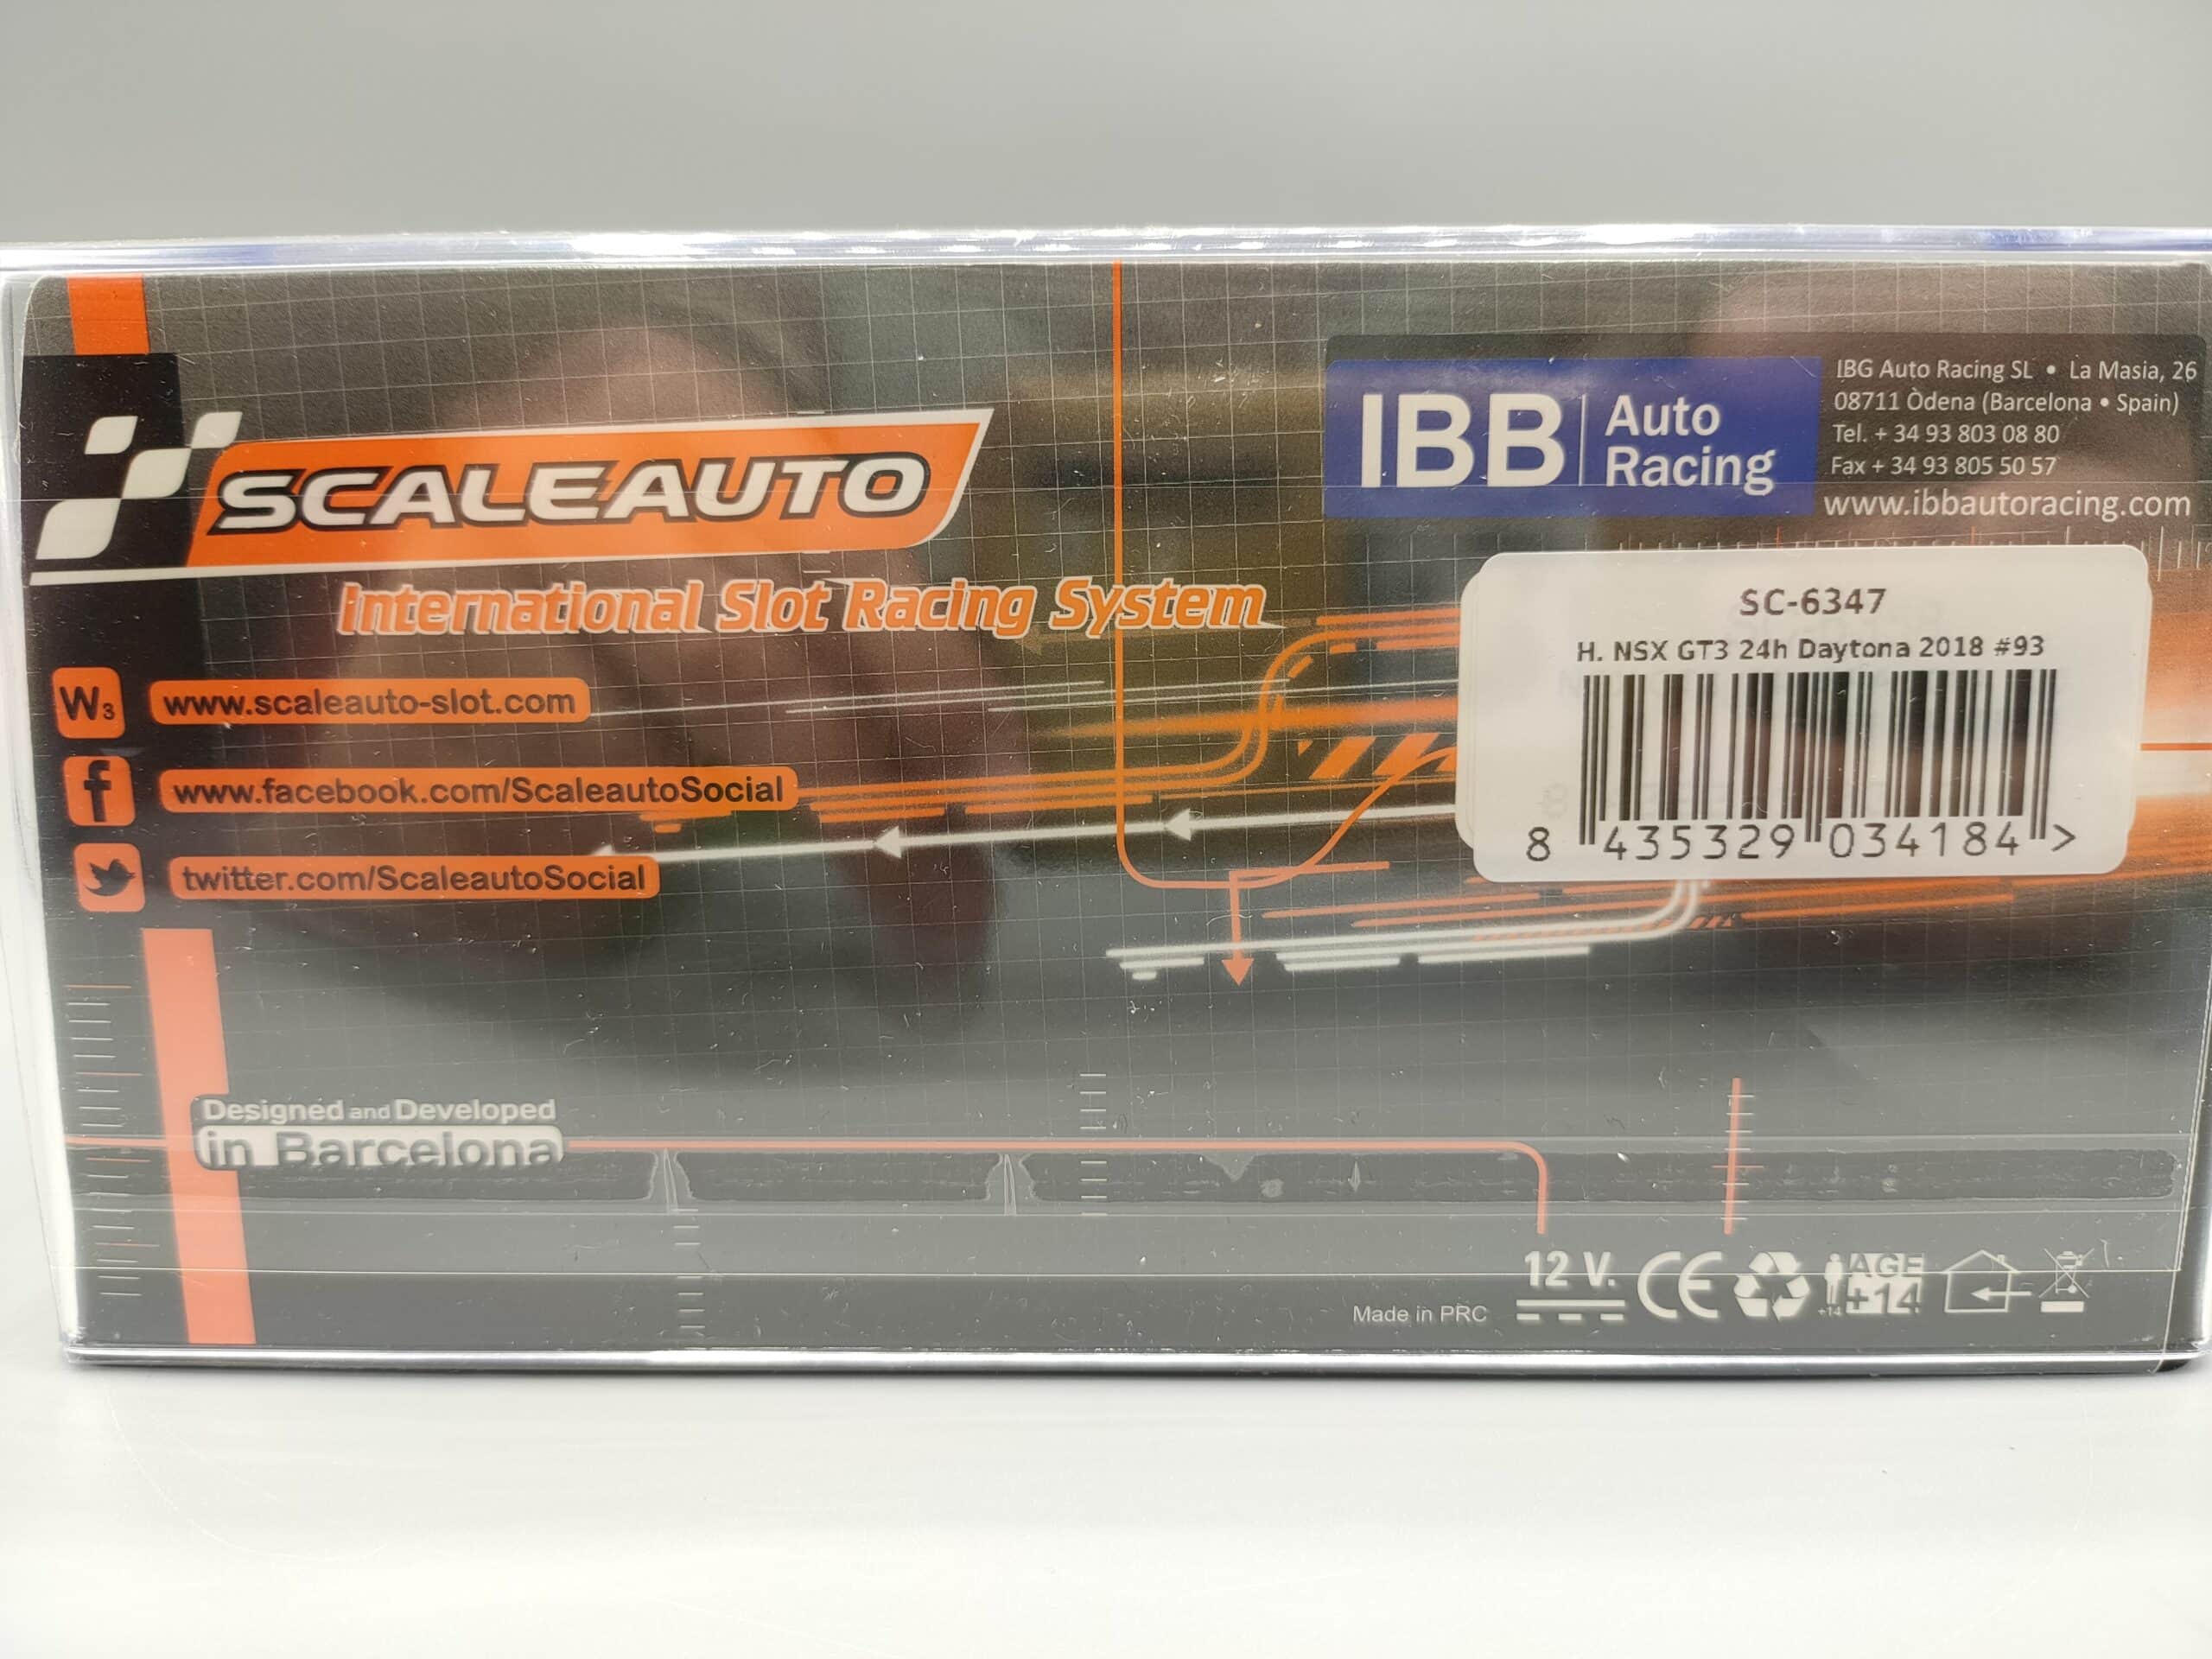 SCALEAUTO
International Slot Racing System
W3 www.scaleauto-slot.com
f www.facebook.com/ScaleautoSocial
twitter.com/ScaleautoSocial
Designed and Developed
in Barcelona
IBB Auto
Racing
IBG Auto Racing SL • La Masia, 26
08711 Òdena (Barcelona • Spain)
Tel. + 34 93 803 08 80
Fax + 34 93 805 50 57
www.ibbautoracing.com
SC-6347
H. NSX GT3 24h Daytona 2018 #93
8 435329 034184 >
Made in PRC
12 V.
CE
+14
AGE
+14